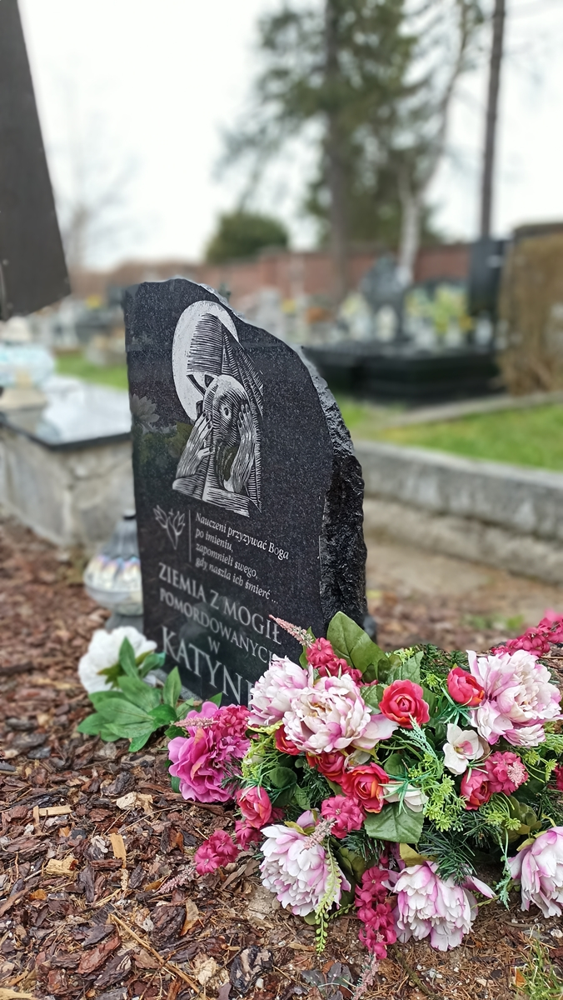 Nauczeni przyzywać Boga
po imieniu,
zapomnieli swego,
gdy naszła ich śmierć ...
ZIEMIA Z MOGIŁ
POMORDOWANYCH
W
KATYNI